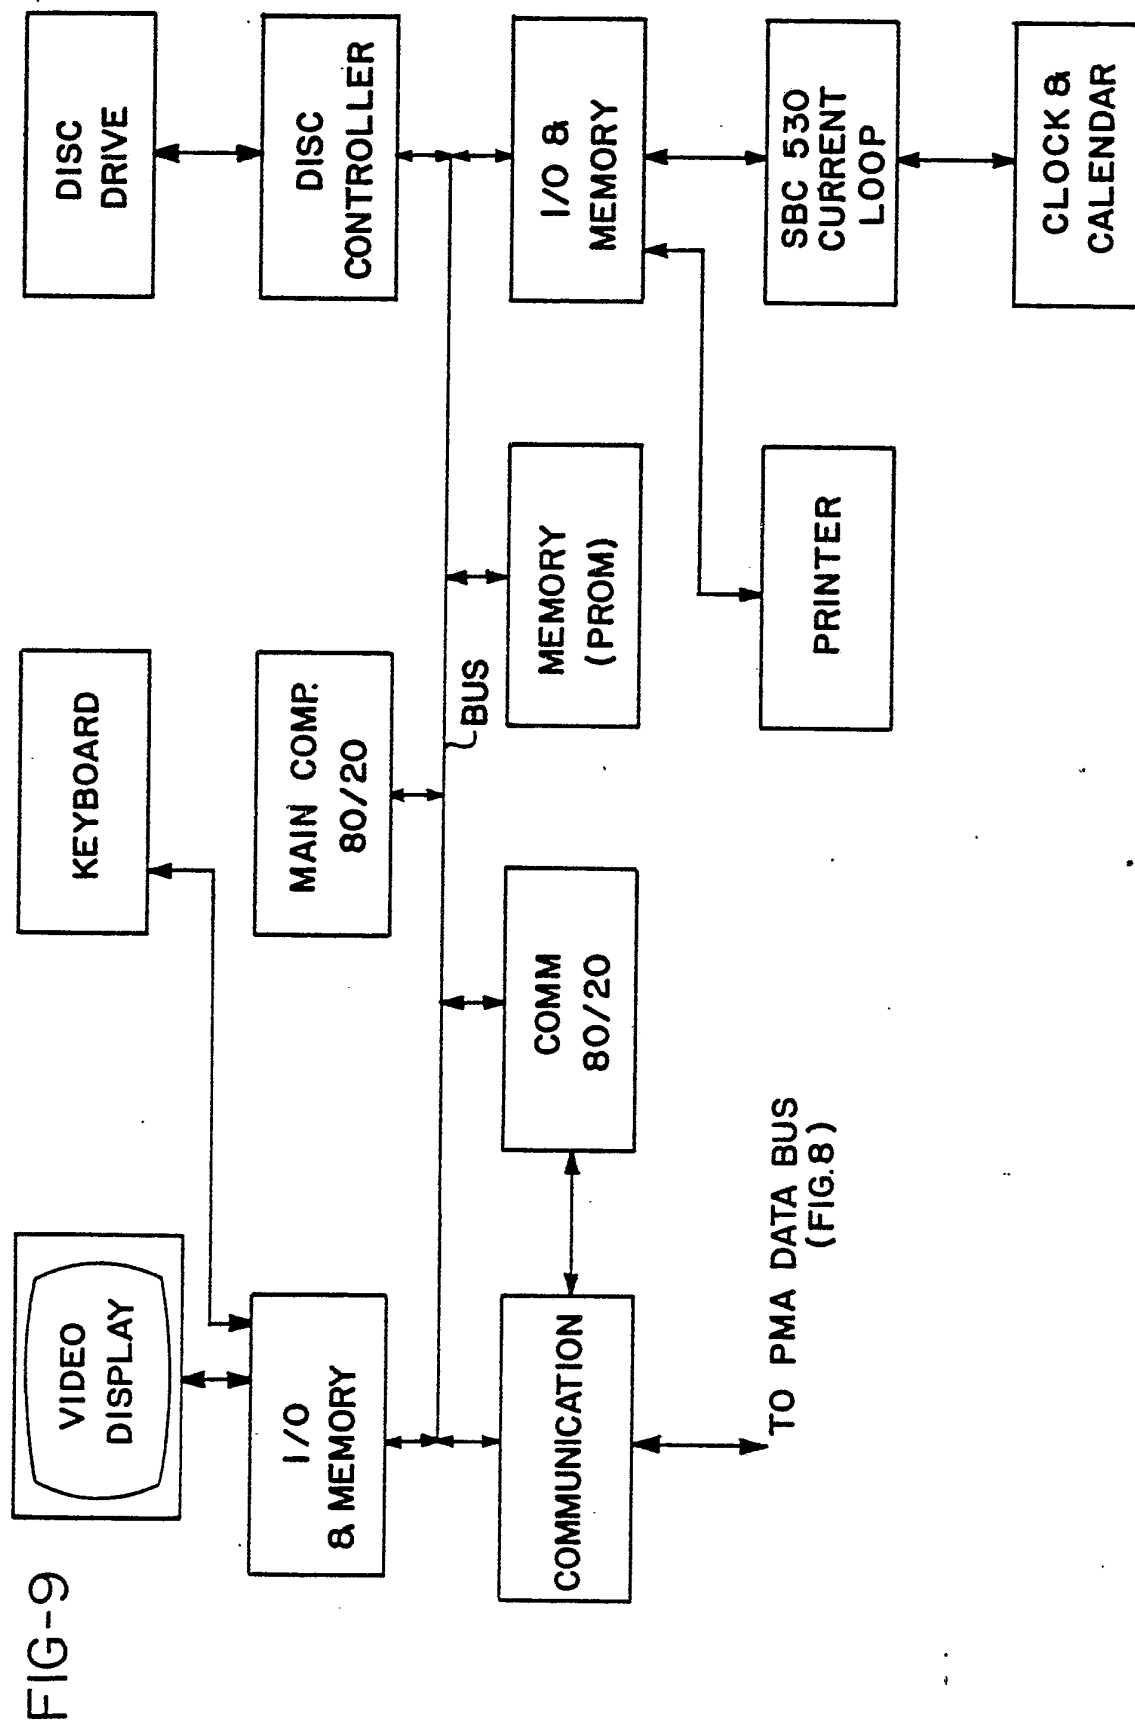 FIG-9
VIDEO
DISPLAY
KEYBOARD
DISC
DRIVE
I/O
& MEMORY
MAIN COMP.
80/20
DISC
CONTROLLER
BUS
COMMUNICATION
COMM
80/20
MEMORY
(PROM)
I/O &
MEMORY
TO PMA DATA BUS
(FIG.8)
PRINTER
SBC 530
CURRENT
LOOP
CLOCK &
CALENDAR